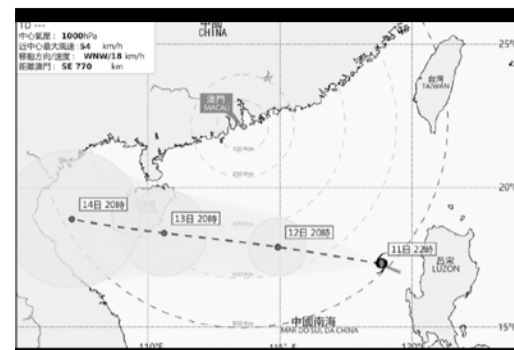 TD ---
中心氣壓： 1000hPa
近中心最大風速：54 km/h
移動方向/速度： WNW/18 km/h
距離澳門： SE 770 km
中國
CHINA
25°
台灣
TAIWAN
澳門
MACAU
100 Km
200 Km
20°
14日 20時
13日 20時
12日 20時
11日 22時
呂宋
LUZON
中國南海
MAR DO SUL DA CHINA
15°
110°E
115°E
120°E